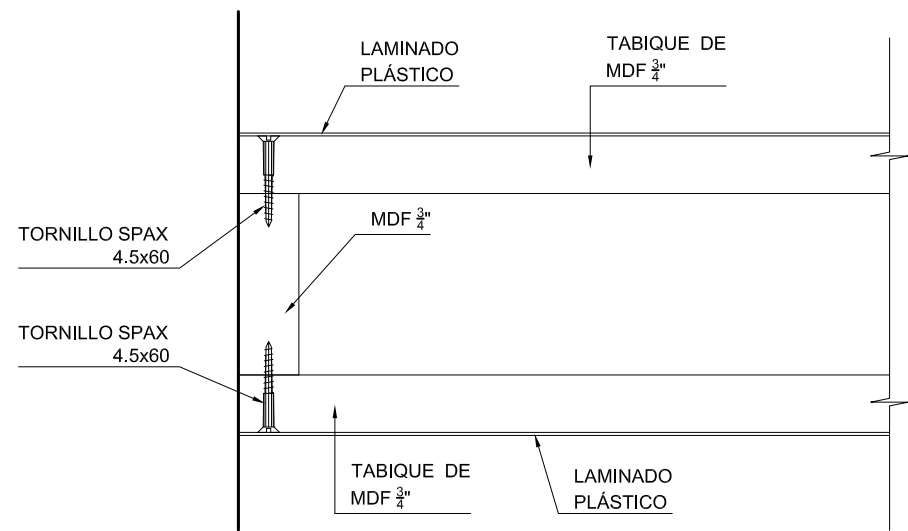 LAMINADO
PLÁSTICO
TABIQUE DE
MDF 3/4"
TORNILLO SPAX
4.5x60
MDF 3/4"
TORNILLO SPAX
4.5x60
TABIQUE DE
MDF 3/4"
LAMINADO
PLÁSTICO